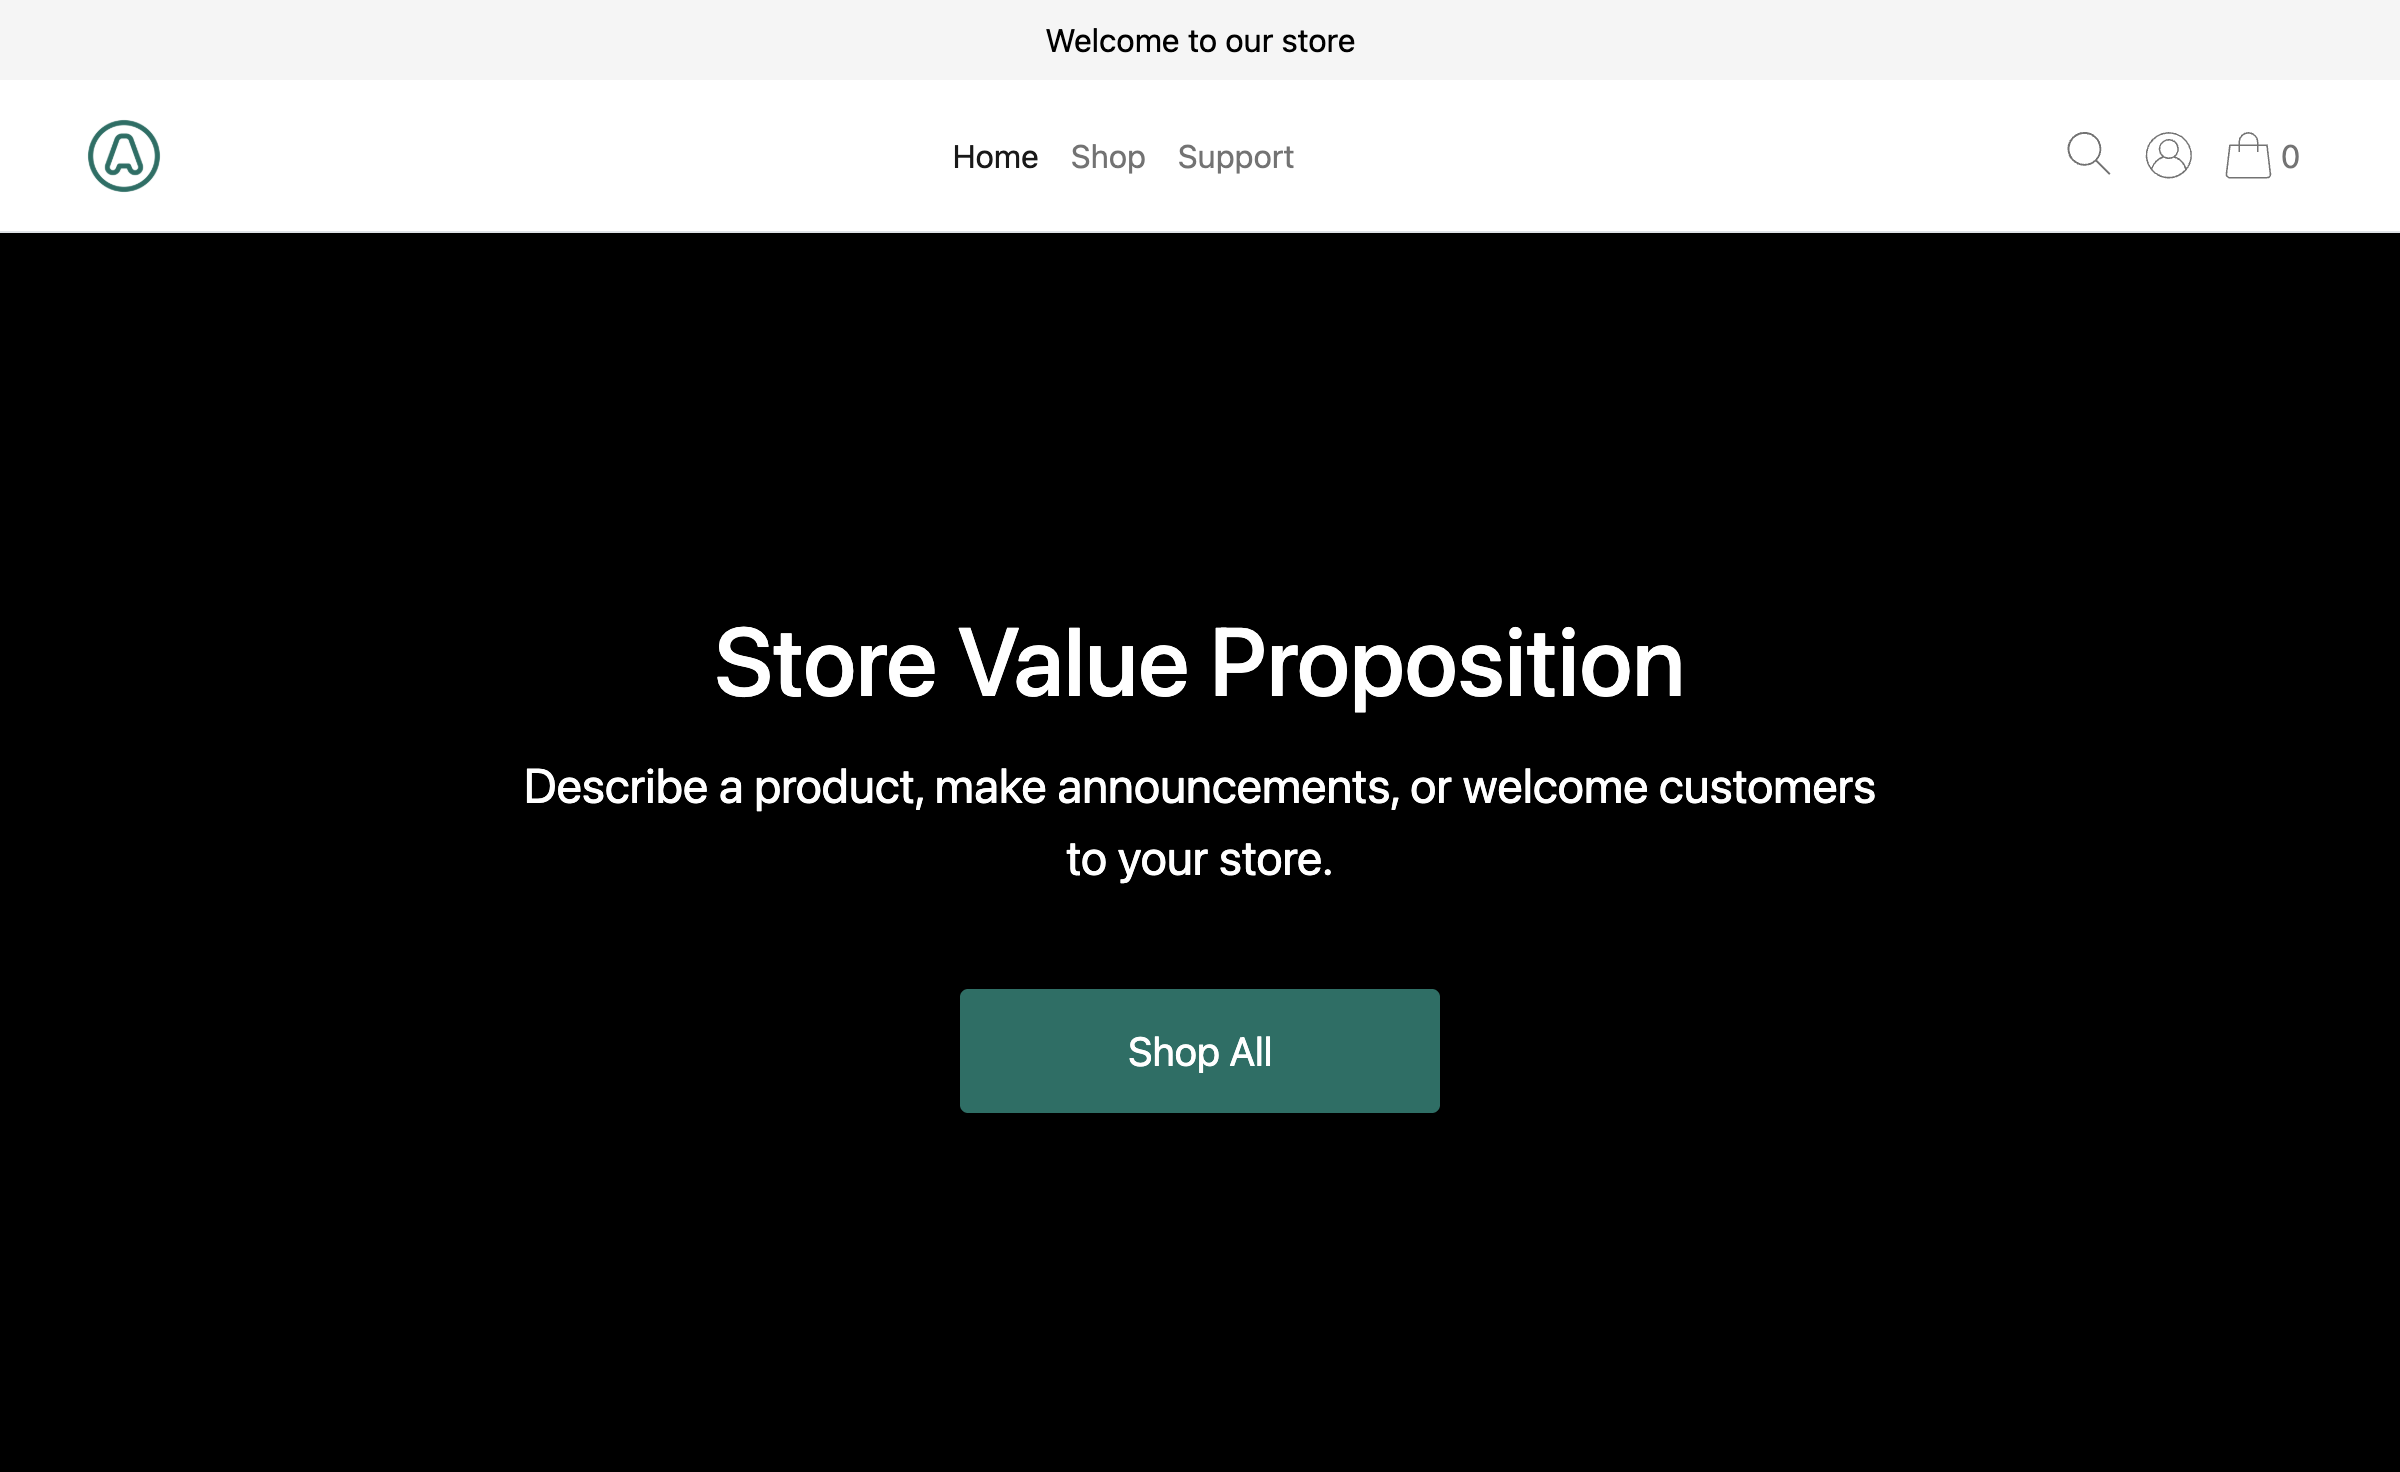 Welcome to our store
A
Home Shop Support
0
Store Value Proposition
Describe a product, make announcements, or welcome customers
to your store.
Shop All